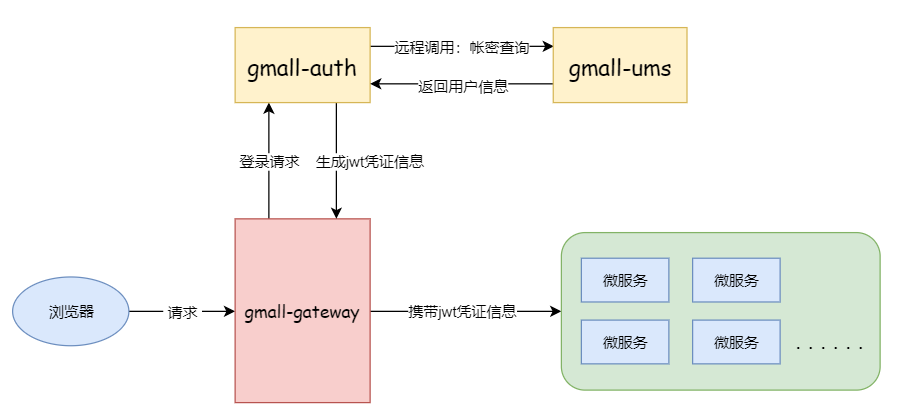 gmall-auth
远程调用：帐密查询
gmall-ums
返回用户信息
登录请求
生成jwt凭证信息
浏览器
请求
gmall-gateway
携带jwt凭证信息
微服务
微服务
微服务
微服务
......